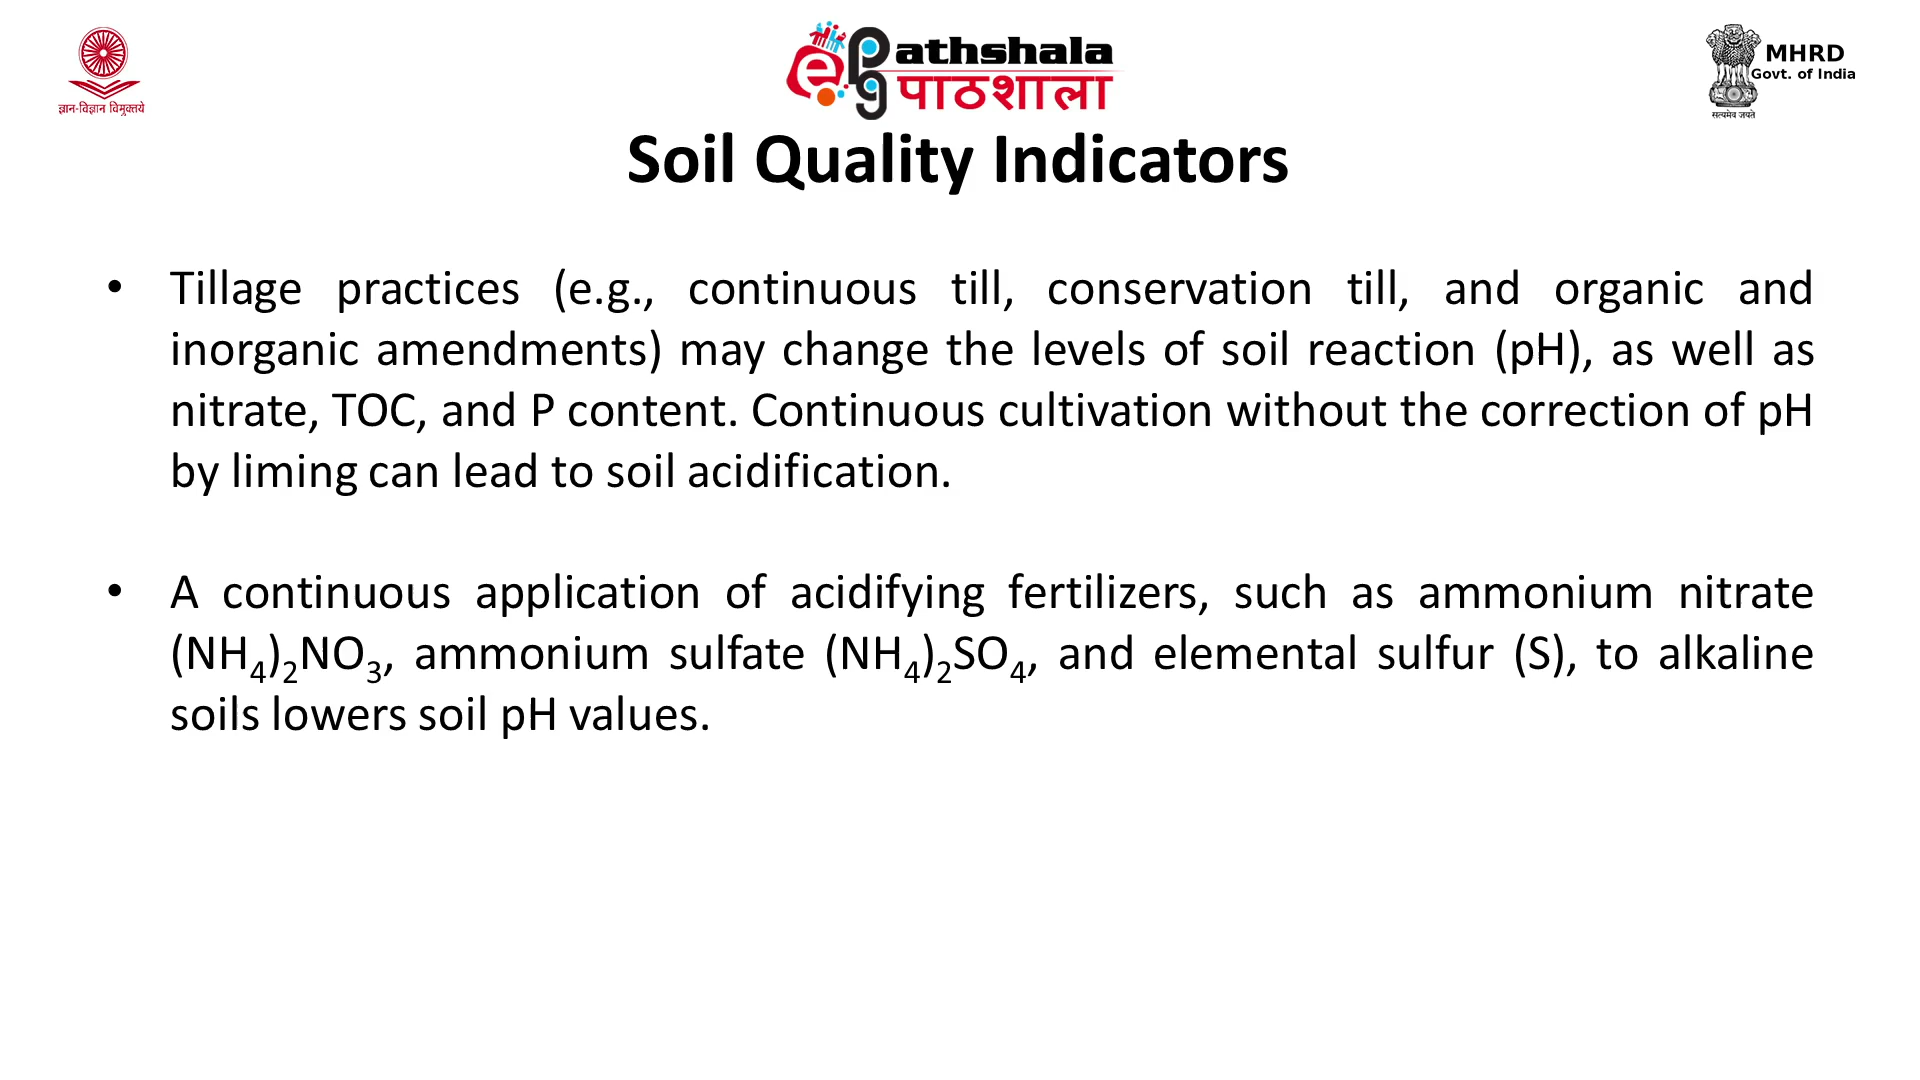 ज्ञान-विज्ञान विमुक्तये
e pg Pathshala
पाठशाला
MHRD
Govt. of India
सत्यमेव जयते
Soil Quality Indicators
• Tillage practices (e.g., continuous till, conservation till, and organic and
inorganic amendments) may change the levels of soil reaction (pH), as well as
nitrate, TOC, and P content. Continuous cultivation without the correction of pH
by liming can lead to soil acidification.
• A continuous application of acidifying fertilizers, such as ammonium nitrate
(NH₄)₂NO₃, ammonium sulfate (NH₄)₂SO₄, and elemental sulfur (S), to alkaline
soils lowers soil pH values.